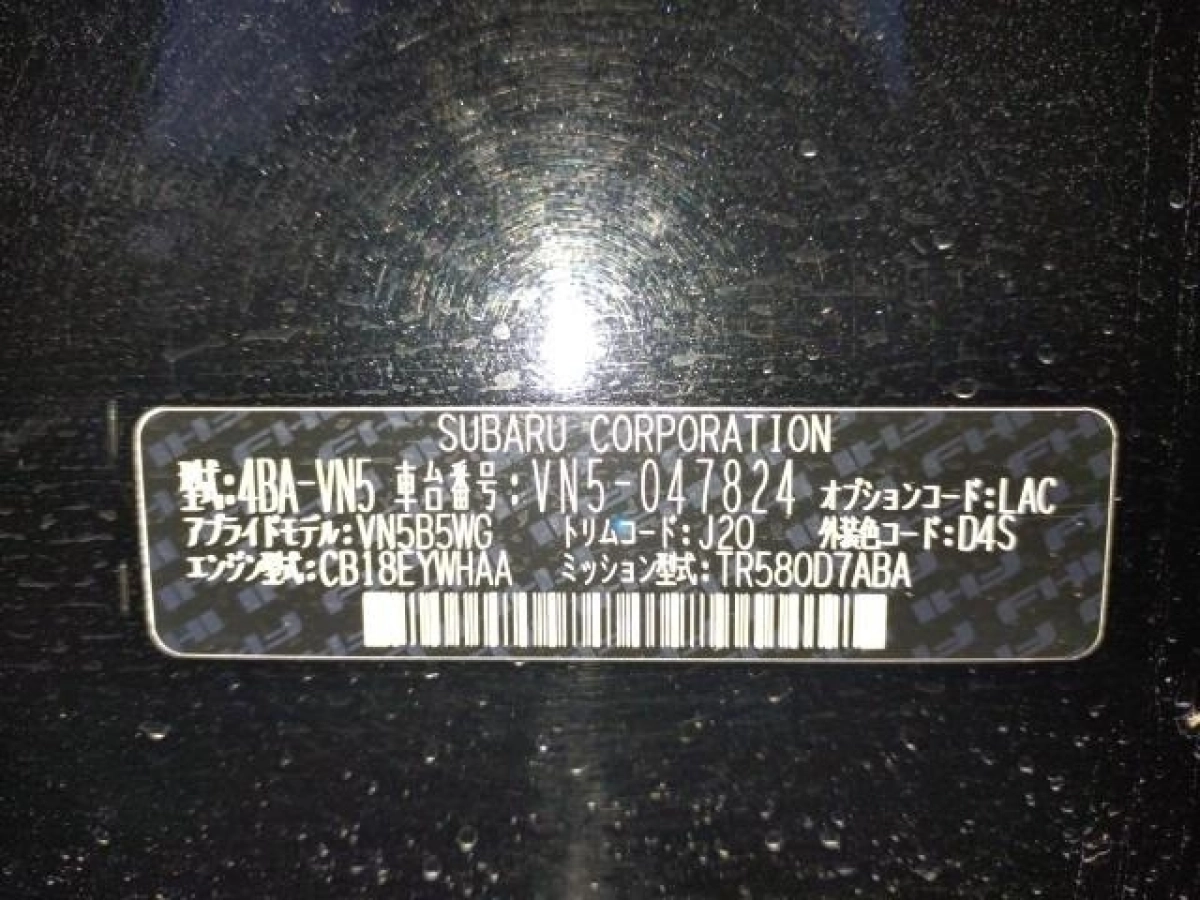 SUBARU CORPORATION
型式:4BA-VN5 車台番号:VN5-047824 オプションコード:LAC
アプライドモデル:VN5B5WG トリムコード:J20 外装色コード:D4S
エンジン型式:CB18EYWHAA ミッション型式:TR580D7ABA